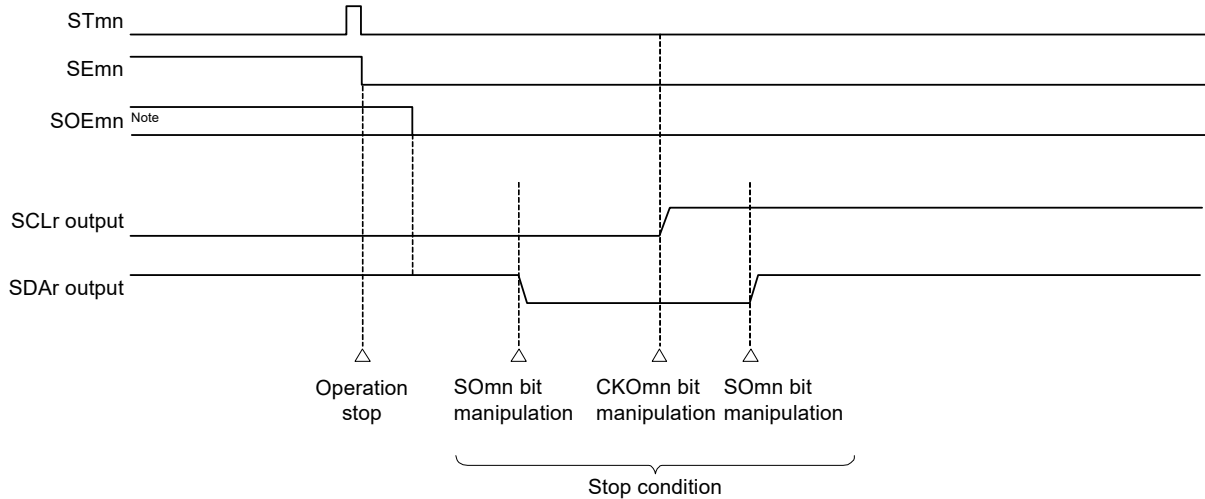 STmn
SEmn
SOEmn Note
SCLr output
SDAr output
Operation
stop
SOmn bit
manipulation
CKOmn bit
manipulation
SOmn bit
manipulation
Stop condition